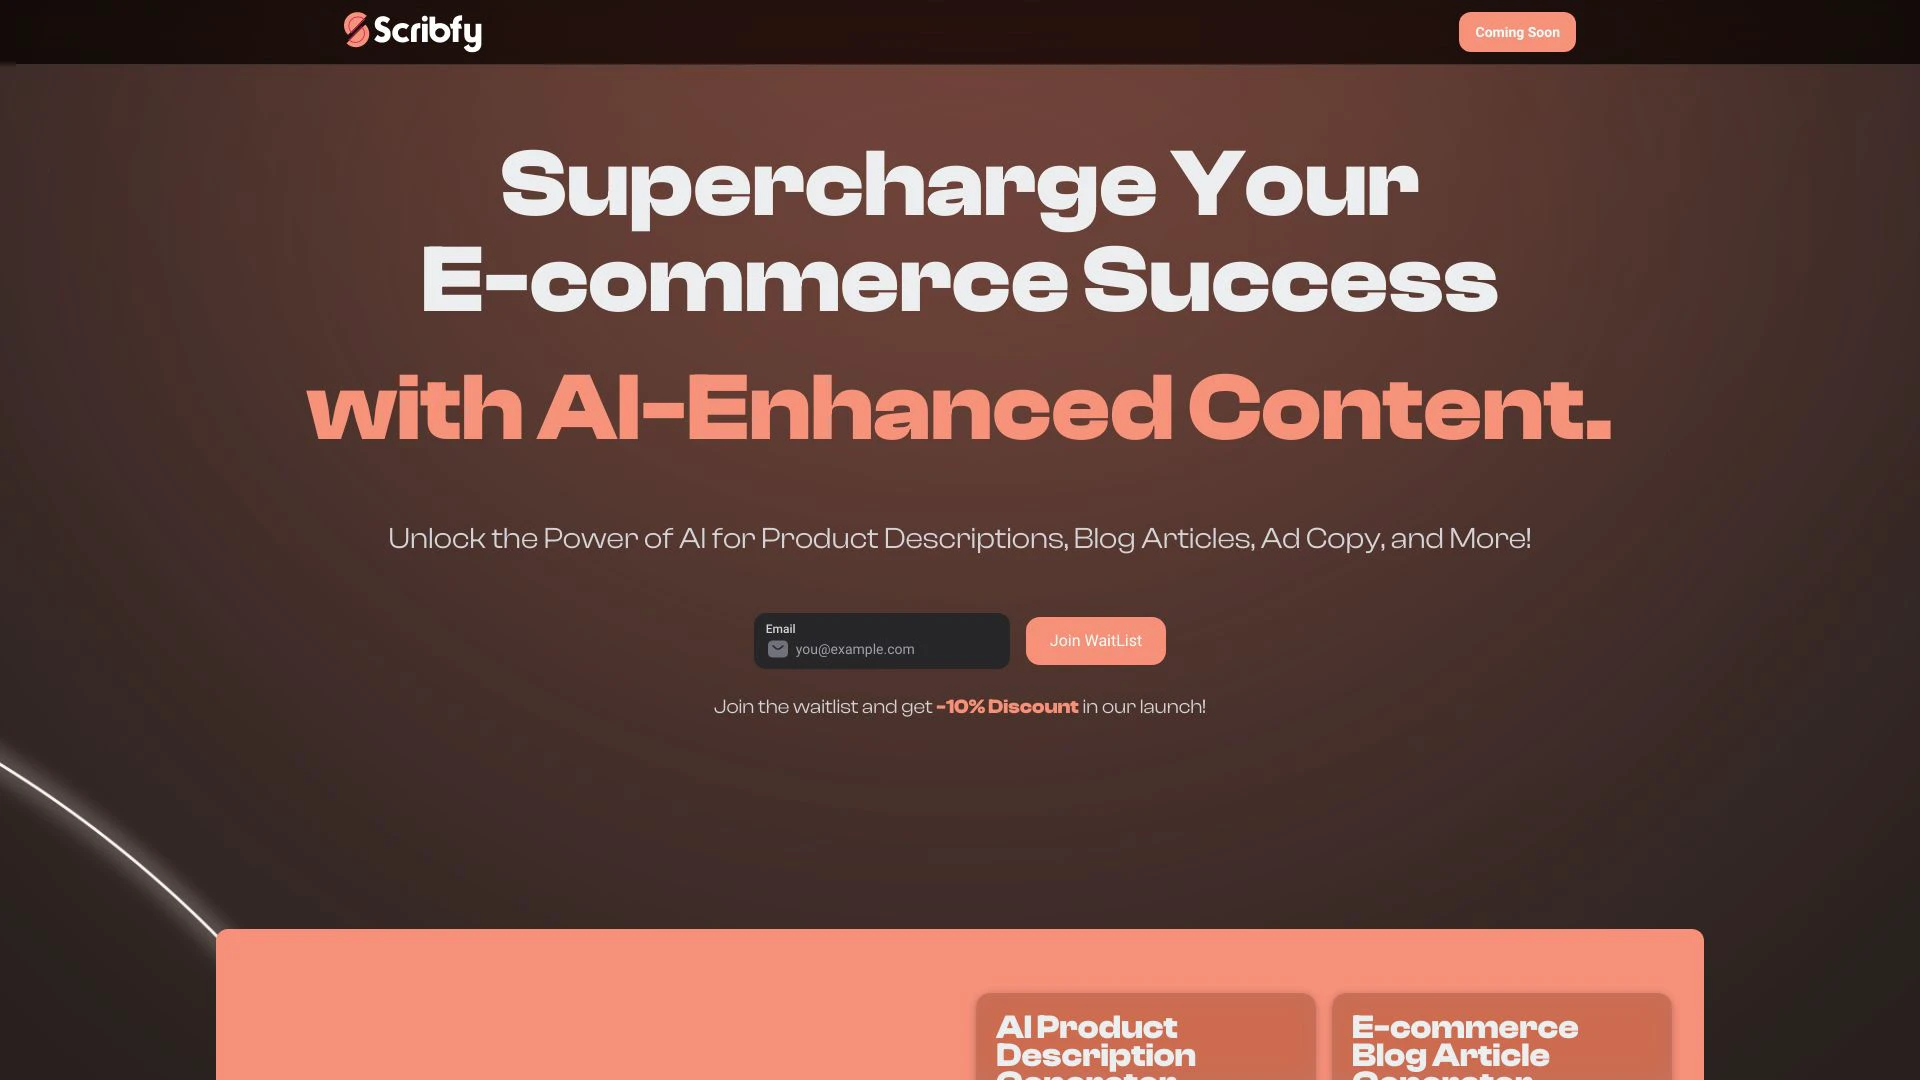 Scribfy
Coming Soon
Supercharge Your
E-commerce Success
with AI-Enhanced Content.
Unlock the Power of AI for Product Descriptions, Blog Articles, Ad Copy, and More!
Email
you@example.com
Join WaitList
Join the waitlist and get -10% Discount in our launch!
AI Product
Description
Generator
E-commerce
Blog Article
Generator